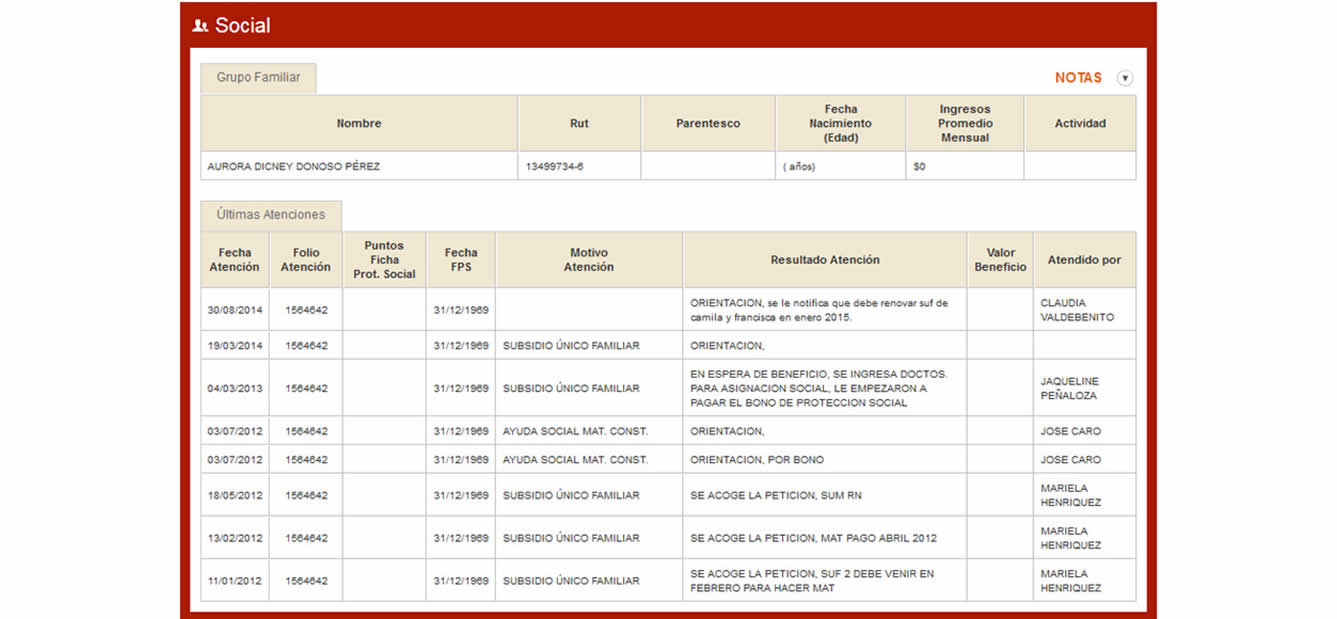 Social
Grupo Familiar
NOTAS
Nombre Rut Parentesco Fecha Nacimiento (Edad) Ingresos Promedio Mensual Actividad
AURORA DICNEY DONOSO PÉREZ 13499734-6 ( años) $0
Últimas Atenciones
Fecha Atención Folio Atención Puntos Ficha Prot. Social Fecha FPS Motivo Atención Resultado Atención Valor Beneficio Atendido por
30/08/2014 1564642 31/12/1969 ORIENTACION, se le notifica que debe renovar suf de camila y francisca en enero 2015. CLAUDIA VALDEBENITO
19/03/2014 1564642 31/12/1969 SUBSIDIO ÚNICO FAMILIAR ORIENTACION,
04/03/2013 1564642 31/12/1969 SUBSIDIO ÚNICO FAMILIAR EN ESPERA DE BENEFICIO, SE INGRESA DOCTOS. PARA ASIGNACION SOCIAL, LE EMPEZARON A PAGAR EL BONO DE PROTECCION SOCIAL JAQUELINE PEÑALOZA
03/07/2012 1564642 31/12/1969 AYUDA SOCIAL MAT. CONST. ORIENTACION, JOSE CARO
03/07/2012 1564642 31/12/1969 AYUDA SOCIAL MAT. CONST. ORIENTACION, POR BONO JOSE CARO
18/05/2012 1564642 31/12/1969 SUBSIDIO ÚNICO FAMILIAR SE ACOGE LA PETICION, SUM RN MARIELA HENRIQUEZ
13/02/2012 1564642 31/12/1969 SUBSIDIO ÚNICO FAMILIAR SE ACOGE LA PETICION, MAT PAGO ABRIL 2012 MARIELA HENRIQUEZ
11/01/2012 1564642 31/12/1969 SUBSIDIO ÚNICO FAMILIAR SE ACOGE LA PETICION, SUF 2 DEBE VENIR EN FEBRERO PARA HACER MAT MARIELA HENRIQUEZ